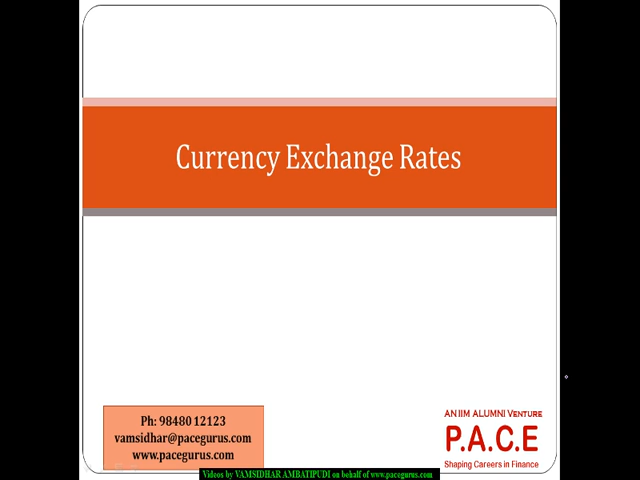 Currency Exchange Rates
Ph: 98480 12123
vamsidhar@pacegurus.com
www.pacegurus.com
AN IIM ALUMNI VENTURE
P.A.C.E
Shaping Careers in Finance
Videos by VAMSIDHAR AMBATIPUDI on behalf of www.pacegurus.com